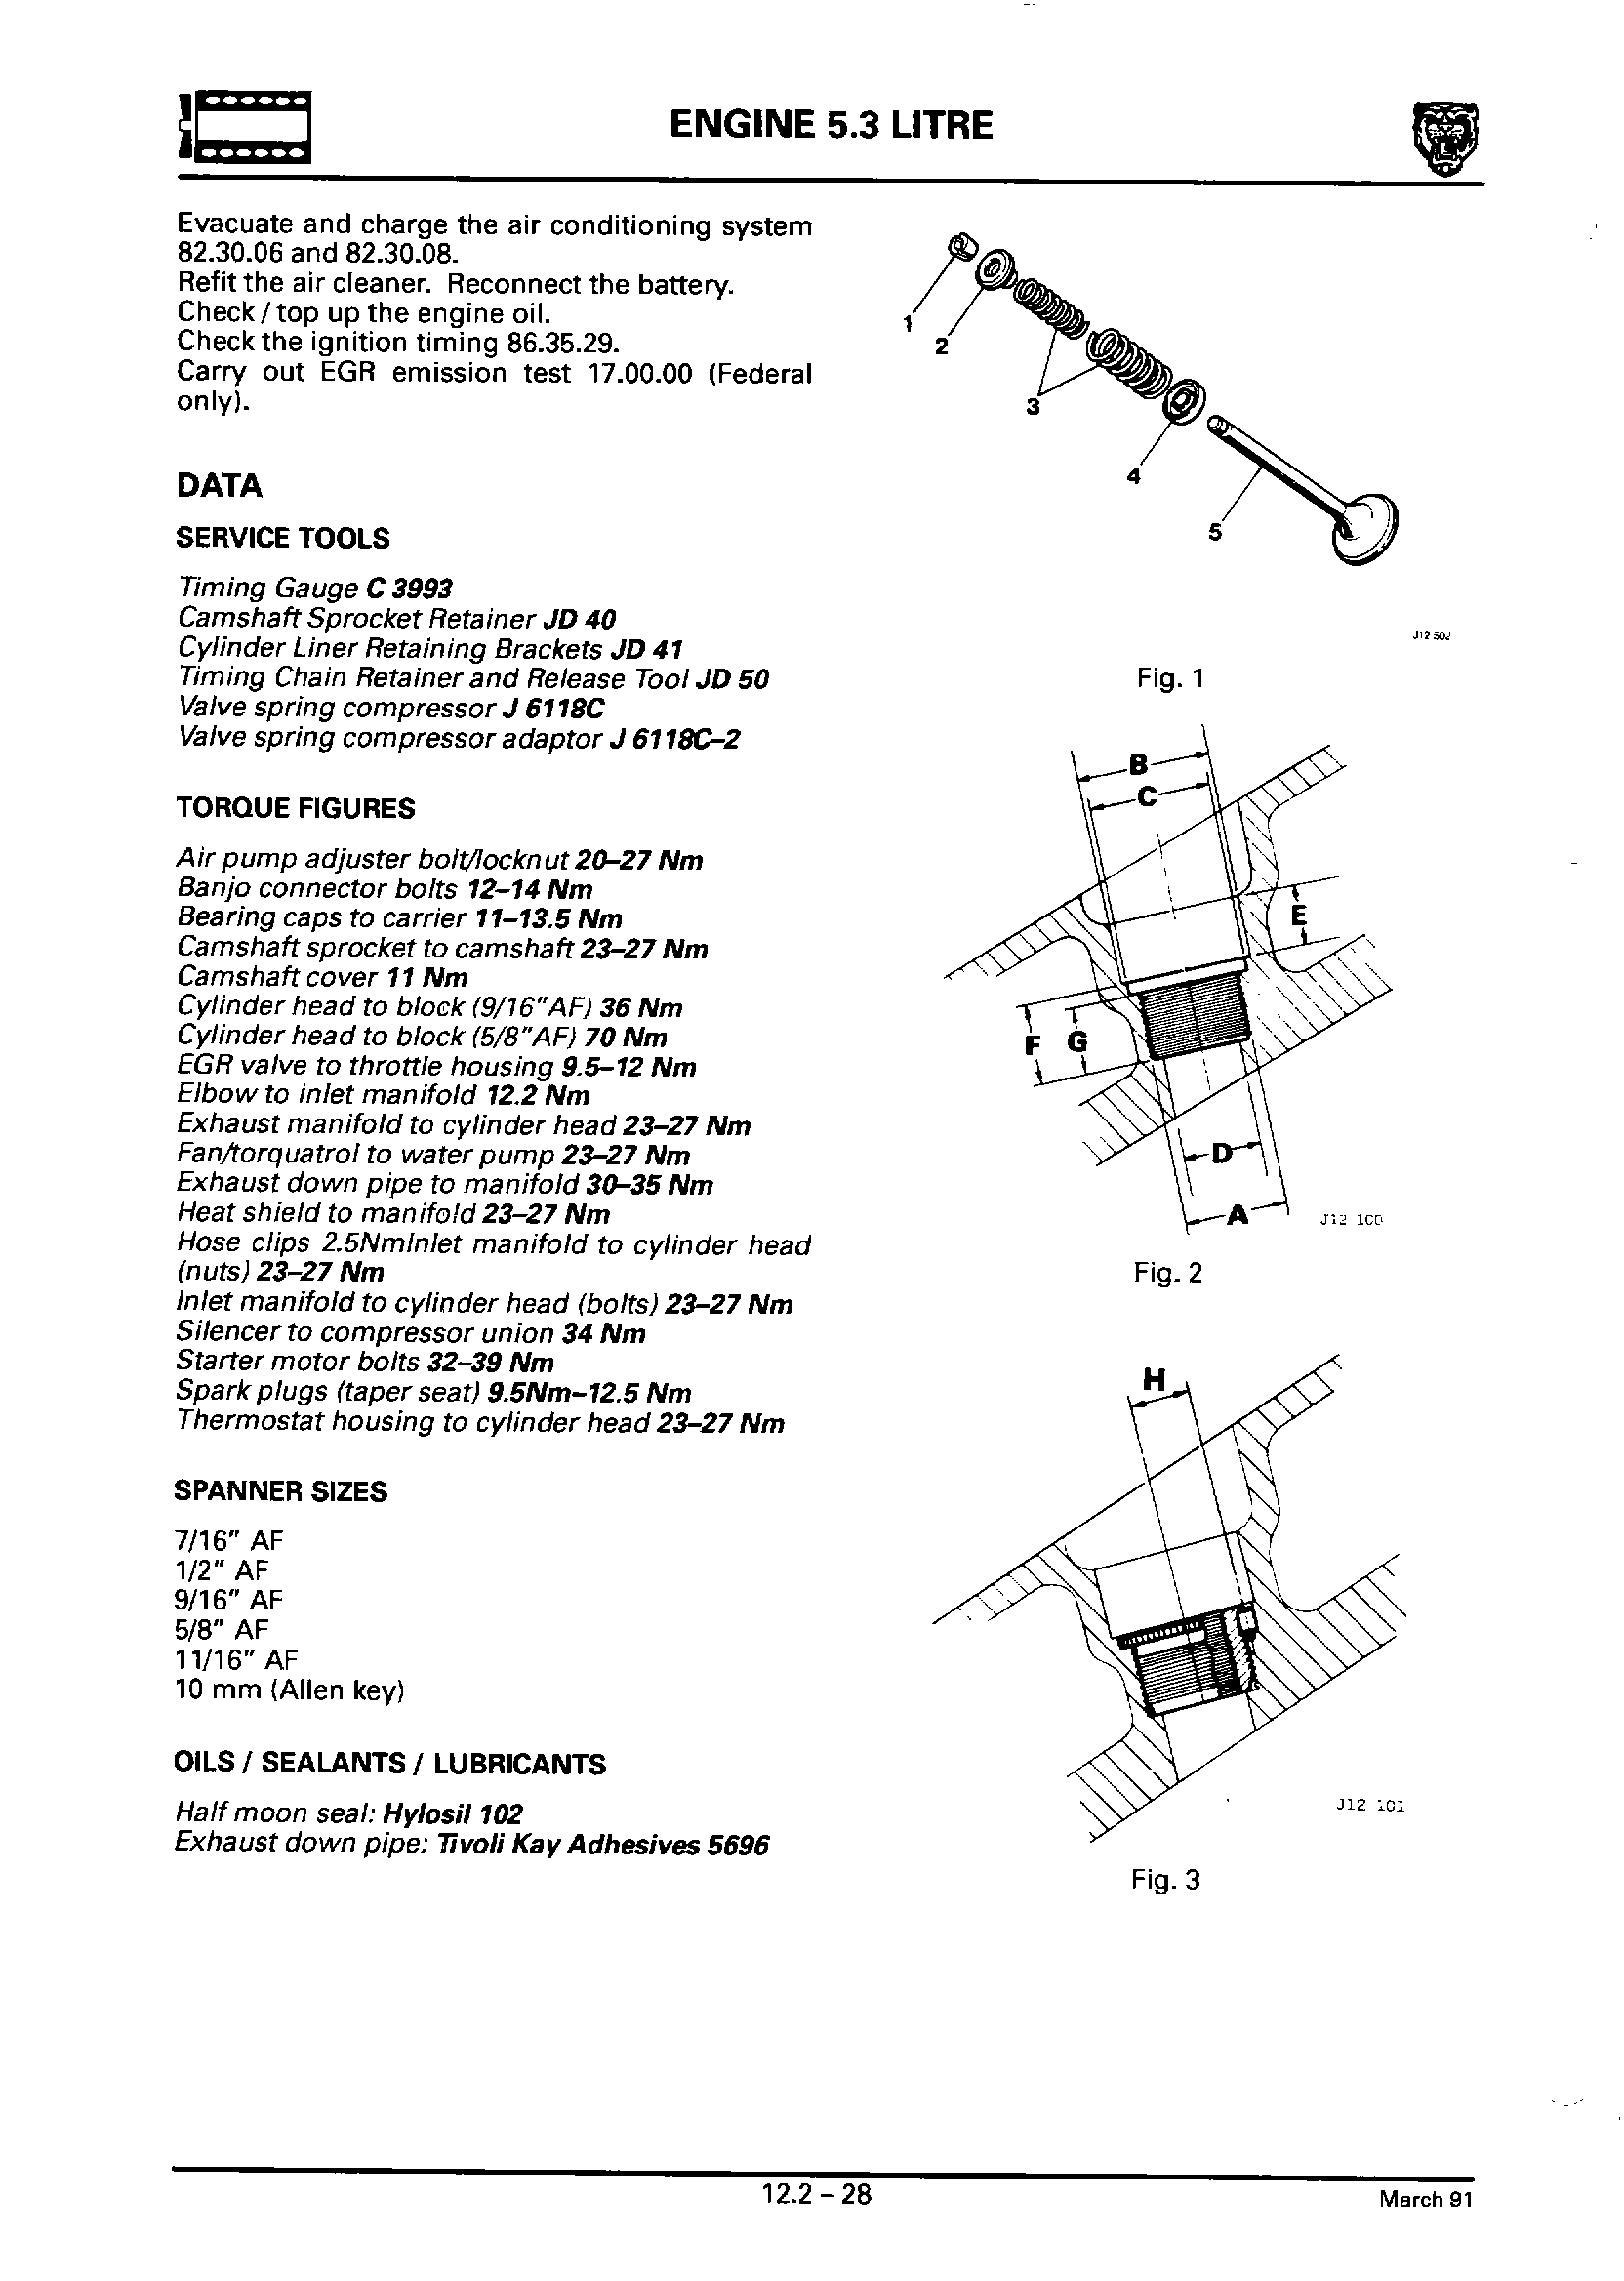 ENGINE 5.3 LITRE
Evacuate and charge the air conditioning system
82.30.06 and 82.30.08.
Refit the air cleaner. Reconnect the battery.
Check / top up the engine oil.
Check the ignition timing 86.35.29.
Carry out EGR emission test 17.00.00 (Federal
only).
DATA
SERVICE TOOLS
Timing Gauge C 3993
Camshaft Sprocket Retainer JD 40
Cylinder Liner Retaining Brackets JD 41
Timing Chain Retainer and Release Tool JD 50
Valve spring compressor J 6118C
Valve spring compressor adaptor J 6118C–2
TORQUE FIGURES
Air pump adjuster bolt/locknut 20–27 Nm
Banjo connector bolts 12–14 Nm
Bearing caps to carrier 11–13.5 Nm
Camshaft sprocket to camshaft 23–27 Nm
Camshaft cover 11 Nm
Cylinder head to block (9/16"AF) 36 Nm
Cylinder head to block (5/8"AF) 70 Nm
EGR valve to throttle housing 9.5–12 Nm
Elbow to inlet manifold 12.2 Nm
Exhaust manifold to cylinder head 23–27 Nm
Fan/torquatrol to water pump 23–27 Nm
Exhaust down pipe to manifold 30–35 Nm
Heat shield to manifold 23–27 Nm
Hose clips 2.5NmInlet manifold to cylinder head
(nuts) 23–27 Nm
Inlet manifold to cylinder head (bolts) 23–27 Nm
Silencer to compressor union 34 Nm
Starter motor bolts 32–39 Nm
Spark plugs (taper seat) 9.5Nm–12.5 Nm
Thermostat housing to cylinder head 23–27 Nm
SPANNER SIZES
7/16" AF
1/2" AF
9/16" AF
5/8" AF
11/16" AF
10 mm (Allen key)
OILS / SEALANTS / LUBRICANTS
Half moon seal: Hylosil 102
Exhaust down pipe: Tivoli Kay Adhesives 5696
1
2
3
4
5
Fig. 1
B
C
E
F G
D
A
J12 100
Fig. 2
H
J12 101
Fig. 3
12.2 – 28
March 91